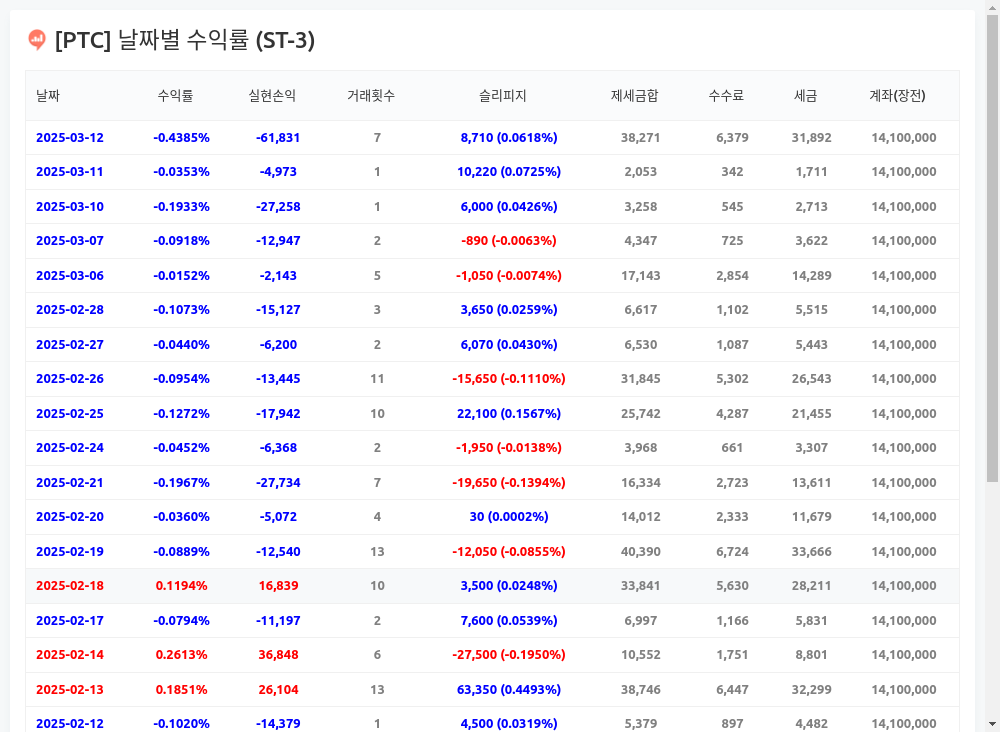 [PTC] 날짜별 수익률 (ST-3)
날짜 수익률 실현손익 거래횟수 슬리피지 제세금합 수수료 세금 계좌(장전)
2025-03-12 -0.4385% -61,831 7 8,710 (0.0618%) 38,271 6,379 31,892 14,100,000
2025-03-11 -0.0353% -4,973 1 10,220 (0.0725%) 2,053 342 1,711 14,100,000
2025-03-10 -0.1933% -27,258 1 6,000 (0.0426%) 3,258 545 2,713 14,100,000
2025-03-07 -0.0918% -12,947 2 -890 (-0.0063%) 4,347 725 3,622 14,100,000
2025-03-06 -0.0152% -2,143 5 -1,050 (-0.0074%) 17,143 2,854 14,289 14,100,000
2025-02-28 -0.1073% -15,127 3 3,650 (0.0259%) 6,617 1,102 5,515 14,100,000
2025-02-27 -0.0440% -6,200 2 6,070 (0.0430%) 6,530 1,087 5,443 14,100,000
2025-02-26 -0.0954% -13,445 11 -15,650 (-0.1110%) 31,845 5,302 26,543 14,100,000
2025-02-25 -0.1272% -17,942 10 22,100 (0.1567%) 25,742 4,287 21,455 14,100,000
2025-02-24 -0.0452% -6,368 2 -1,950 (-0.0138%) 3,968 661 3,307 14,100,000
2025-02-21 -0.1967% -27,734 7 -19,650 (-0.1394%) 16,334 2,723 13,611 14,100,000
2025-02-20 -0.0360% -5,072 4 30 (0.0002%) 14,012 2,333 11,679 14,100,000
2025-02-19 -0.0889% -12,540 13 -12,050 (-0.0855%) 40,390 6,724 33,666 14,100,000
2025-02-18 0.1194% 16,839 10 3,500 (0.0248%) 33,841 5,630 28,211 14,100,000
2025-02-17 -0.0794% -11,197 2 7,600 (0.0539%) 6,997 1,166 5,831 14,100,000
2025-02-14 0.2613% 36,848 6 -27,500 (-0.1950%) 10,552 1,751 8,801 14,100,000
2025-02-13 0.1851% 26,104 13 63,350 (0.4493%) 38,746 6,447 32,299 14,100,000
2025-02-12 -0.1020% -14,379 1 4,500 (0.0319%) 5,379 897 4,482 14,100,000